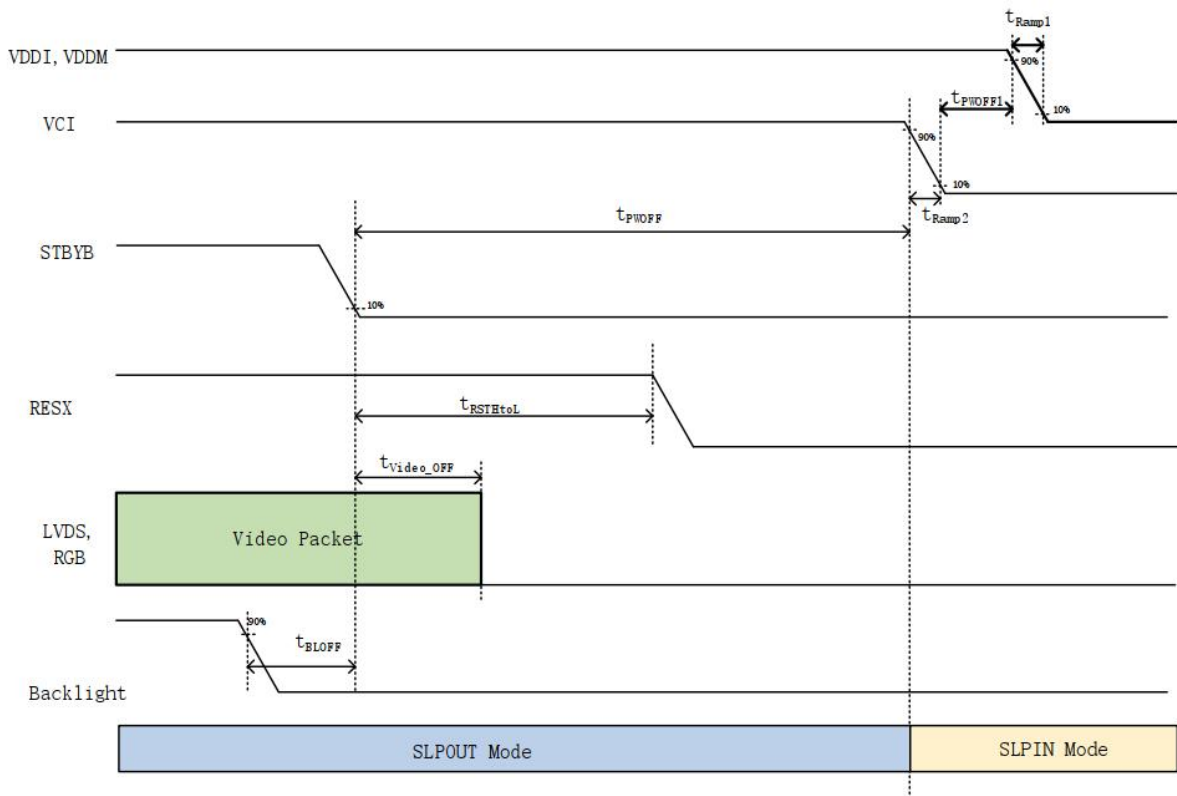 tRamp1
VDDI, VDDM
90%
tPWOFF1
VCI
10%
90%
10%
tPWOFF
tRamp2
STBYB
10%
RESX
tRSTHtoL
tVideo_OFF
LVDS,
RGB
Video Packet
90%
tBLOFF
Backlight
SLPOUT Mode
SLPIN Mode